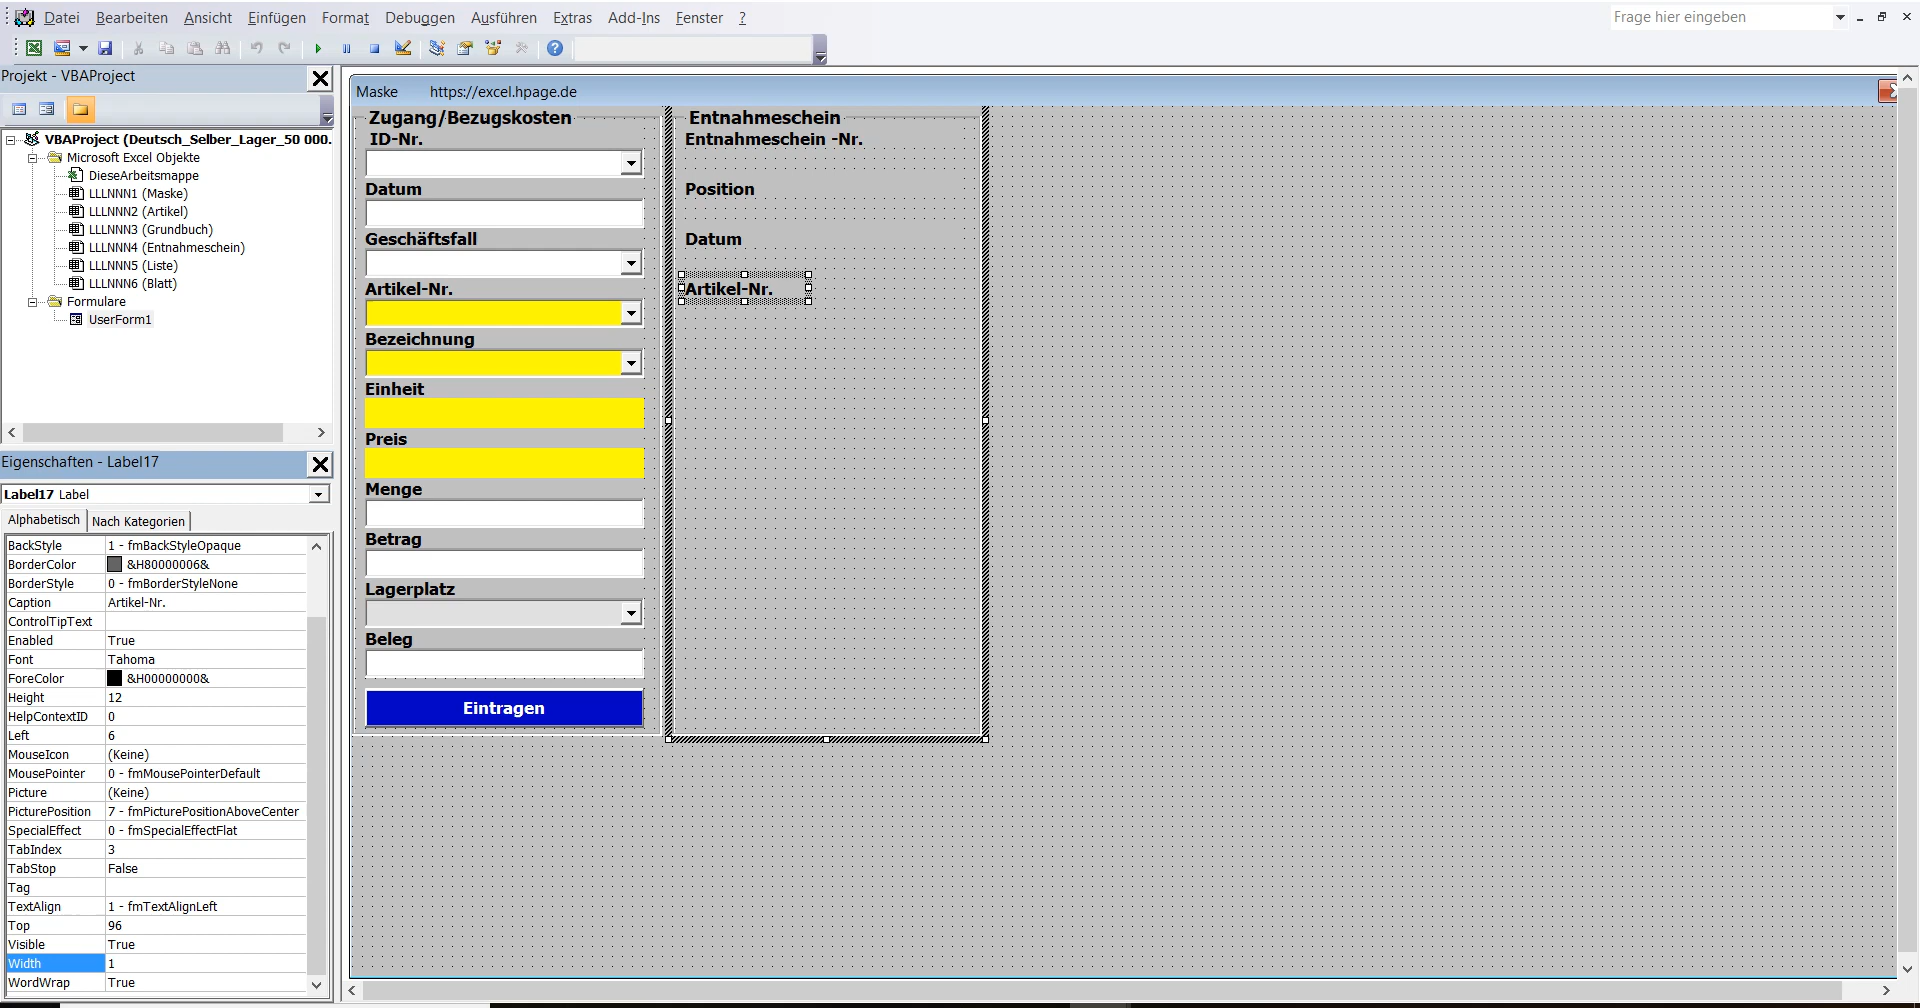 Datei Bearbeiten Ansicht Einfügen Format Debuggen Ausführen Extras Add-Ins Fenster ?
Frage hier eingeben
Projekt - VBAProject
VBAProject (Deutsch_Selber_Lager_50 000.
Microsoft Excel Objekte
DieseArbeitsmappe
LLLNNN1 (Maske)
LLLNNN2 (Artikel)
LLLNNN3 (Grundbuch)
LLLNNN4 (Entnahmeschein)
LLLNNN5 (Liste)
LLLNNN6 (Blatt)
Formulare
UserForm1
Eigenschaften - Label17
Label17 Label
Alphabetisch Nach Kategorien
BackStyle 1 - fmBackStyleOpaque
BorderColor &H80000006&
BorderStyle 0 - fmBorderStyleNone
Caption Artikel-Nr.
ControlTipText
Enabled True
Font Tahoma
ForeColor &H00000000&
Height 12
HelpContextID 0
Left 6
MouseIcon (Keine)
MousePointer 0 - fmMousePointerDefault
Picture (Keine)
PicturePosition 7 - fmPicturePositionAboveCenter
SpecialEffect 0 - fmSpecialEffectFlat
TabIndex 3
TabStop False
Tag
TextAlign 1 - fmTextAlignLeft
Top 96
Visible True
Width 1
WordWrap True
Maske https://excel.hpage.de
Zugang/Bezugskosten
ID-Nr.
Datum
Geschäftsfall
Artikel-Nr.
Bezeichnung
Einheit
Preis
Menge
Betrag
Lagerplatz
Beleg
Eintragen
Entnahmeschein
Entnahmeschein -Nr.
Position
Datum
Artikel-Nr.